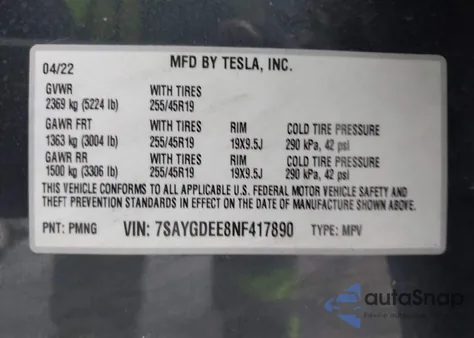 MFD BY TESLA, INC.
04/22
GVWR WITH TIRES
2369 kg (5224 lb) 255/45R19
GAWR FRT WITH TIRES RIM COLD TIRE PRESSURE
1363 kg (3004 lb) 255/45R19 19X9.5J 290 kPa, 42 psi
GAWR RR WITH TIRES RIM COLD TIRE PRESSURE
1500 kg (3306 lb) 255/45R19 19X9.5J 290 kPa, 42 psi
THIS VEHICLE CONFORMS TO ALL APPLICABLE U.S. FEDERAL MOTOR VEHICLE SAFETY AND
THEFT PREVENTION STANDARDS IN EFFECT ON THE DATE OF MANUFACTURE SHOWN ABOVE.
PNT: PMNG VIN: 7SAYGDEE8NF417890 TYPE: MPV
autoSnap